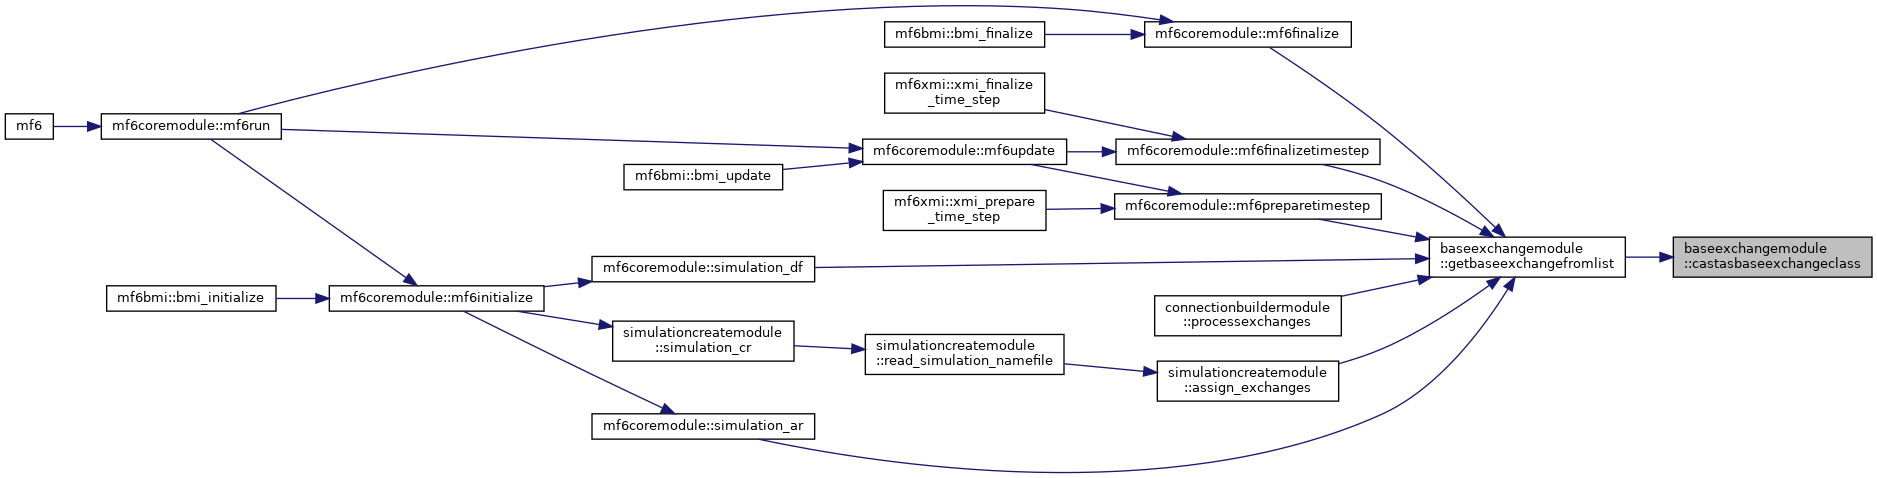 mf6
mf6coremodule::mf6run
mf6bmi::bmi_initialize
mf6coremodule::mf6initialize
mf6bmi::bmi_finalize
mf6xmi::xmi_finalize
_time_step
mf6coremodule::mf6update
mf6bmi::bmi_update
mf6xmi::xmi_prepare
_time_step
mf6coremodule::simulation_df
simulationcreatemodule
::simulation_cr
simulationcreatemodule
::read_simulation_namefile
mf6coremodule::simulation_ar
mf6coremodule::mf6finalize
mf6coremodule::mf6finalizetimestep
mf6coremodule::mf6preparetimestep
connectionbuildermodule
::processexchanges
simulationcreatemodule
::assign_exchanges
baseexchangemodule
::getbaseexchangefromlist
baseexchangemodule
::castasbaseexchangeclass